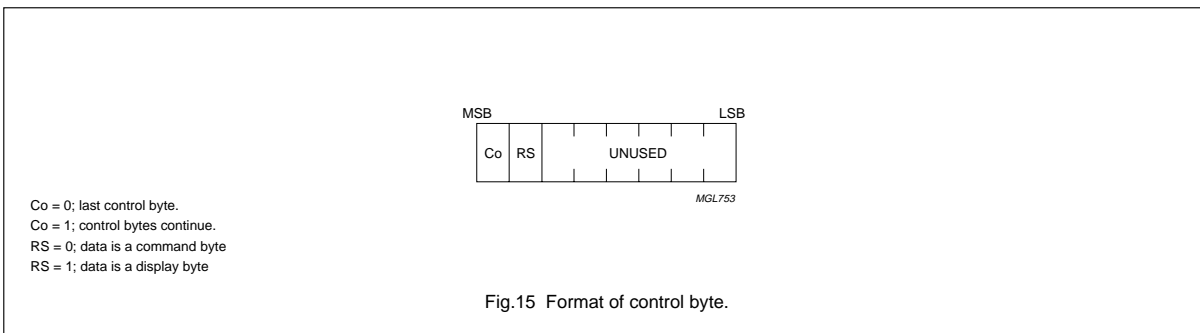 MSB LSB
Co RS UNUSED
MGL753
Co = 0; last control byte.
Co = 1; control bytes continue.
RS = 0; data is a command byte
RS = 1; data is a display byte
Fig.15 Format of control byte.